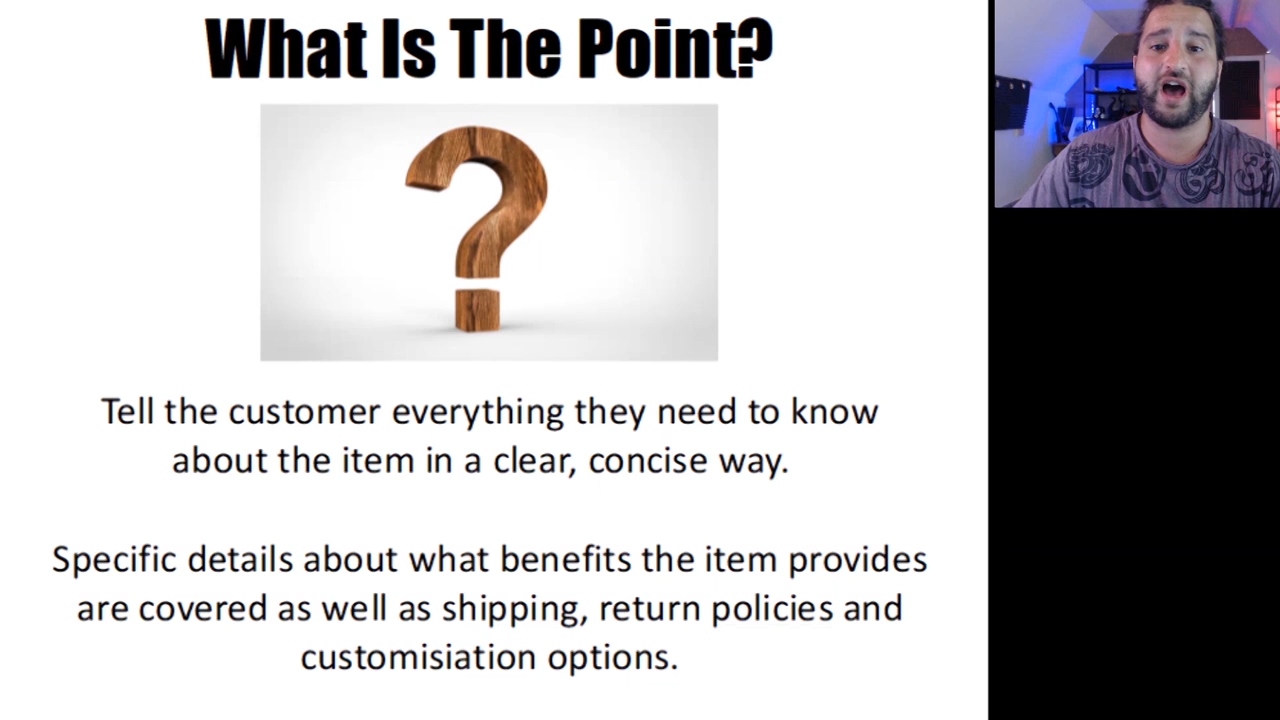 What Is The Point?
Tell the customer everything they need to know
about the item in a clear, concise way.
Specific details about what benefits the item provides
are covered as well as shipping, return policies and
customisiation options.